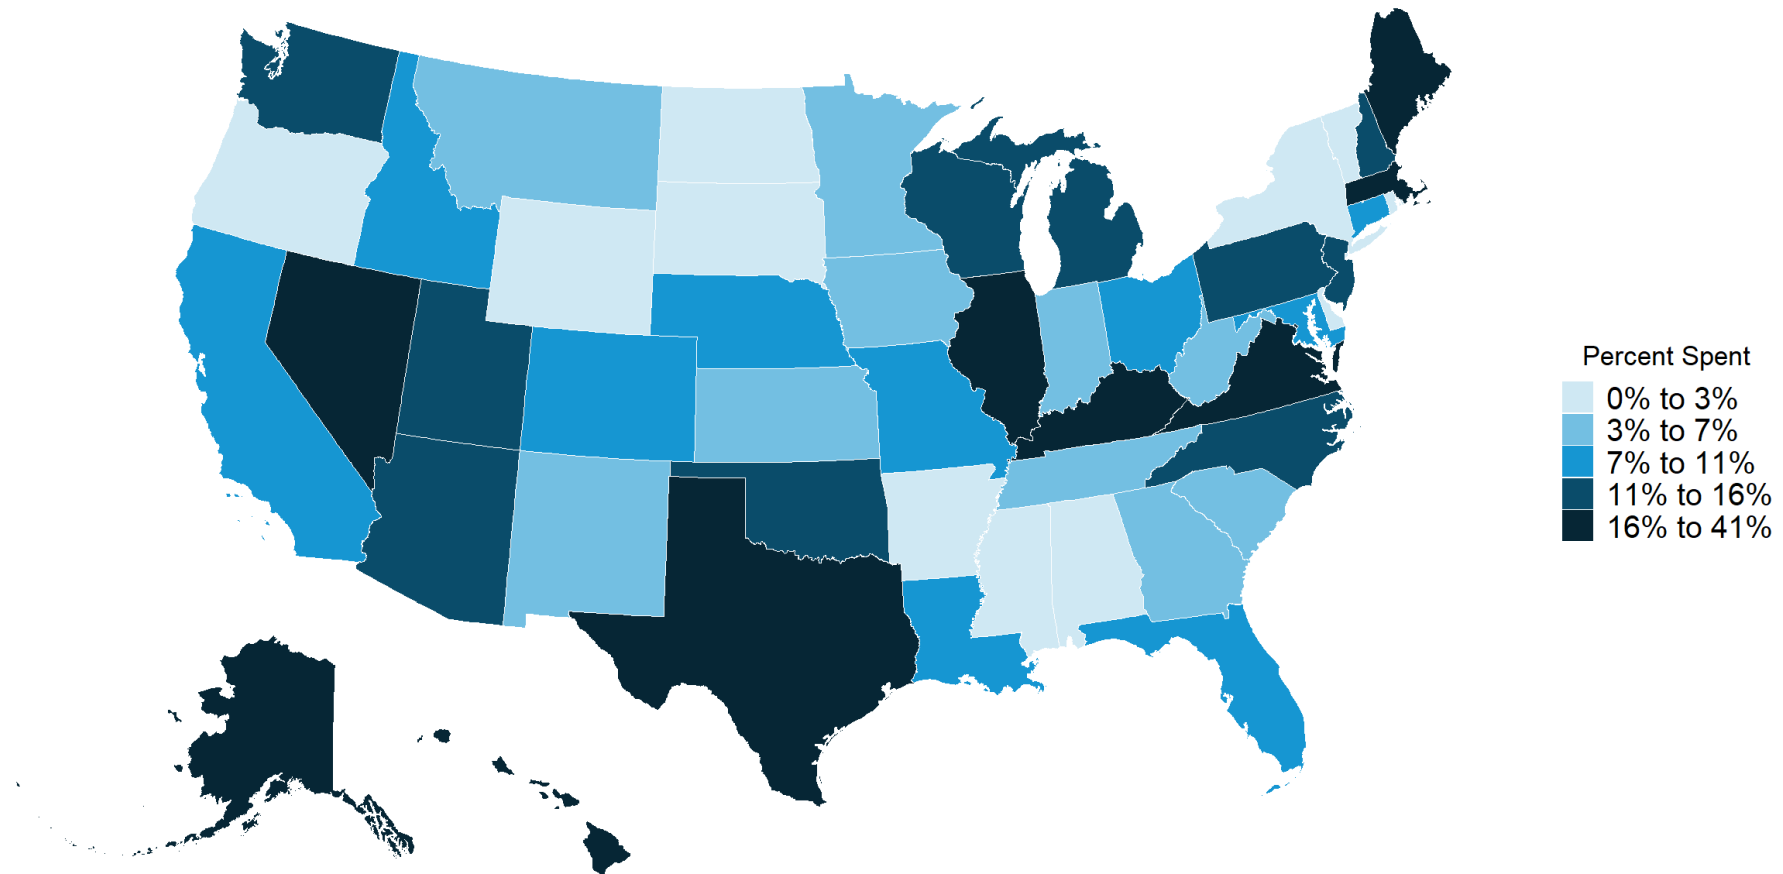 Percent Spent
0% to 3%
3% to 7%
7% to 11%
11% to 16%
16% to 41%